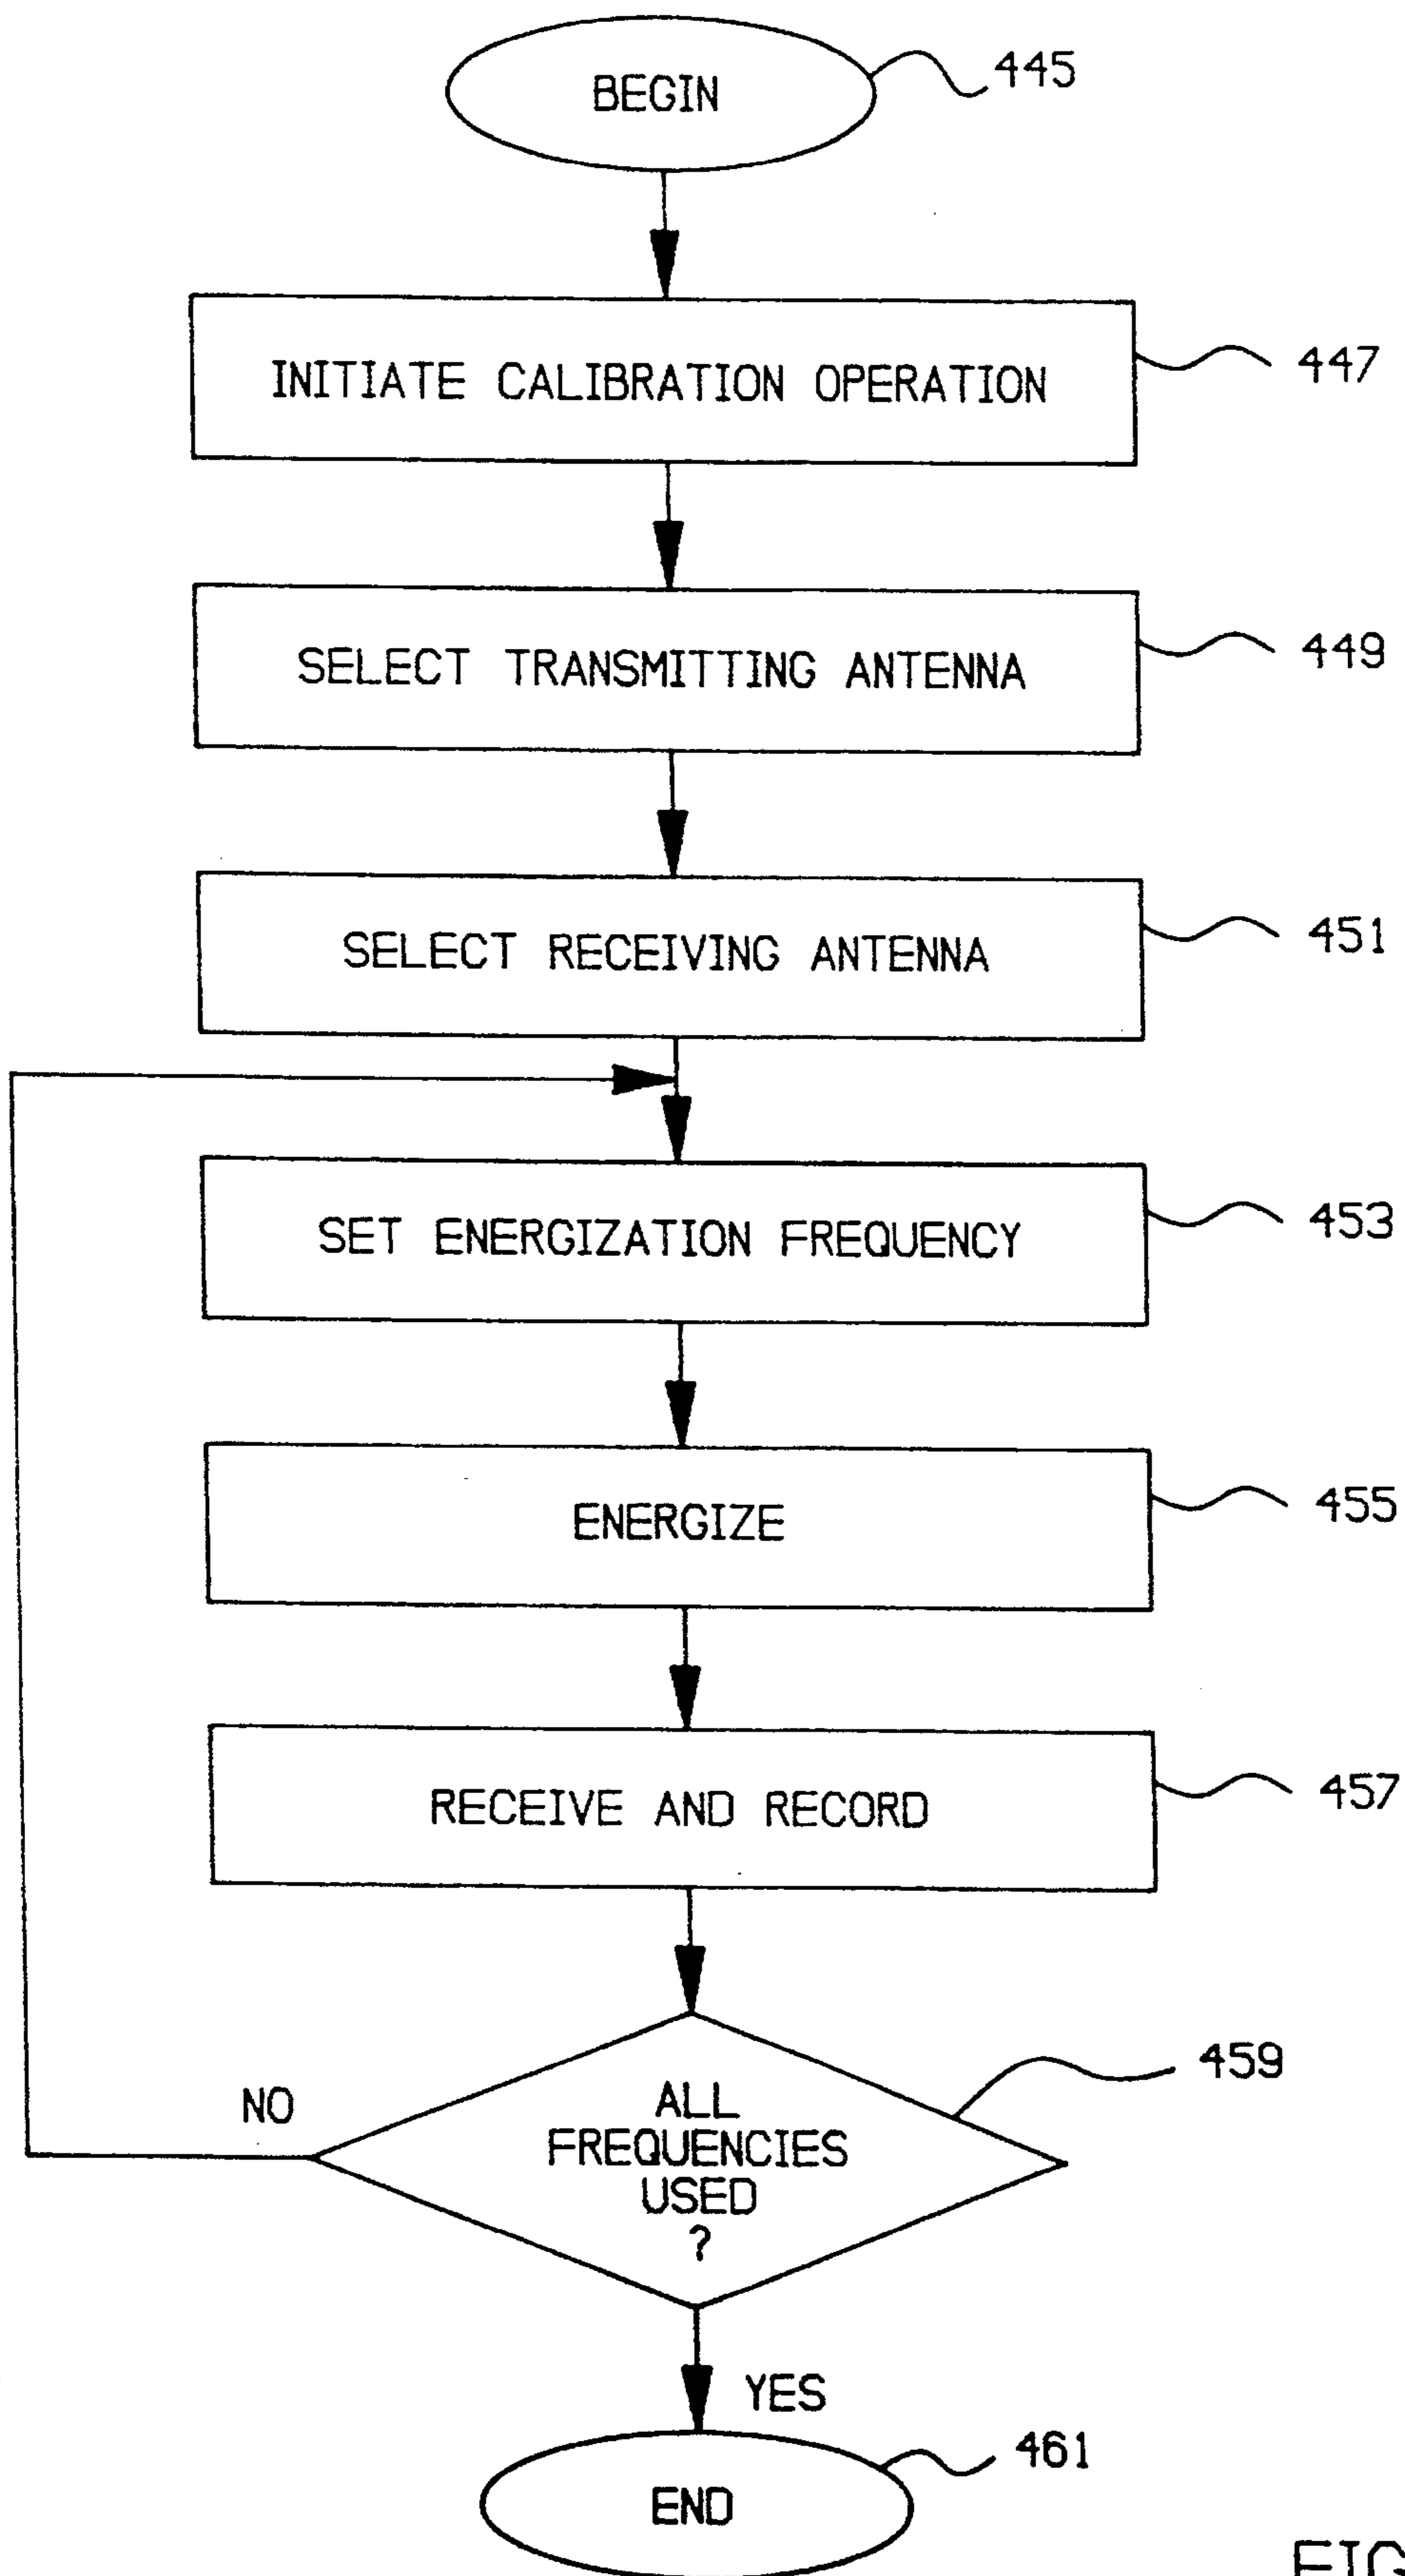 BEGIN
445
INITIATE CALIBRATION OPERATION
447
SELECT TRANSMITTING ANTENNA
449
SELECT RECEIVING ANTENNA
451
SET ENERGIZATION FREQUENCY
453
ENERGIZE
455
RECEIVE AND RECORD
457
ALL
FREQUENCIES
USED
?
459
NO
YES
END
461
FIG